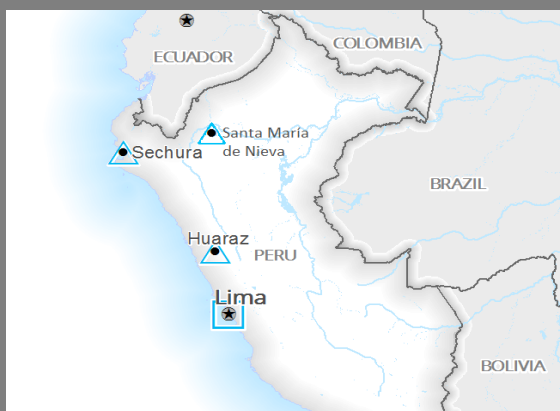 COLOMBIA
ECUADOR
Santa María
de Nieva
Sechura
BRAZIL
Huaraz
PERU
Lima
BOLIVIA